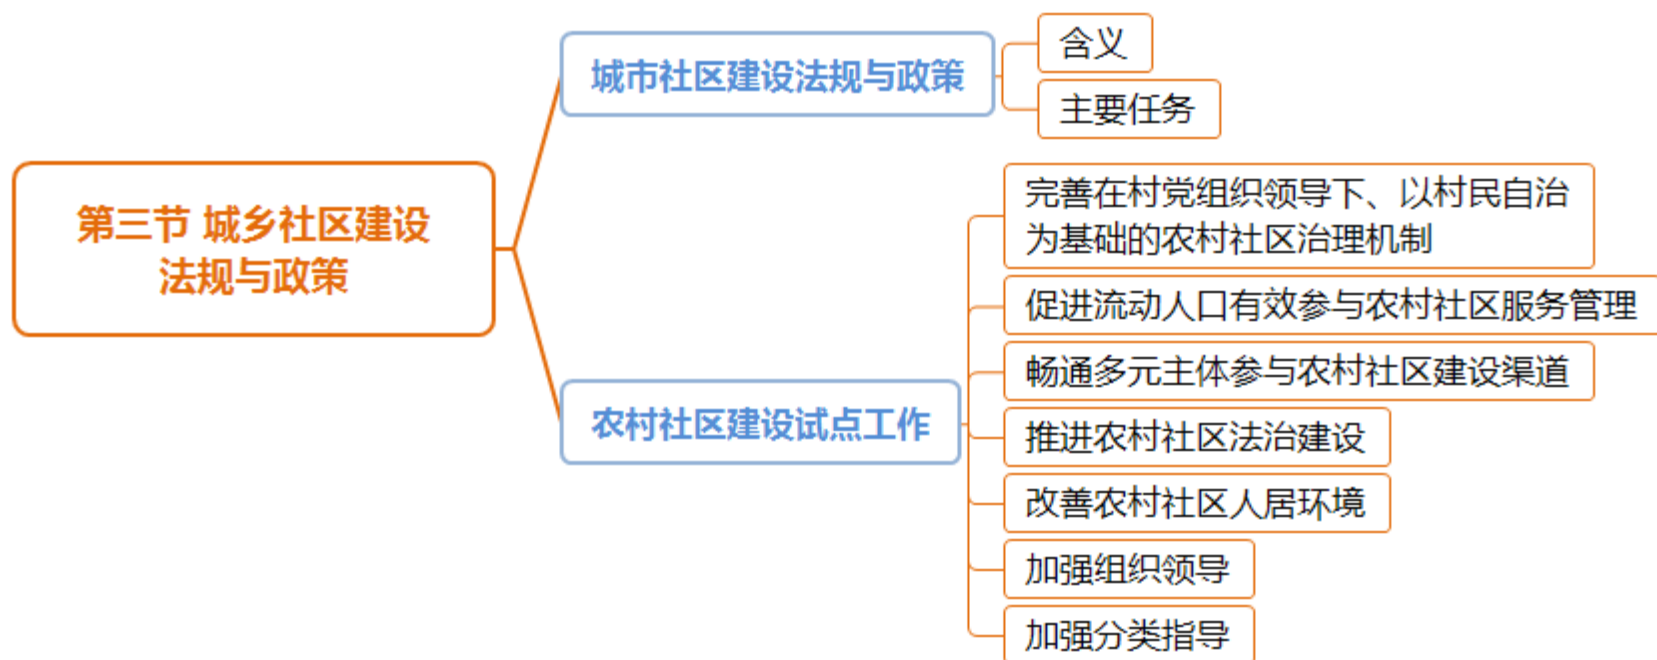 第三节 城乡社区建设
法规与政策
城市社区建设法规与政策
含义
主要任务
农村社区建设试点工作
完善在村党组织领导下、以村民自治
为基础的农村社区治理机制
促进流动人口有效参与农村社区服务管理
畅通多元主体参与农村社区建设渠道
推进农村社区法治建设
改善农村社区人居环境
加强组织领导
加强分类指导